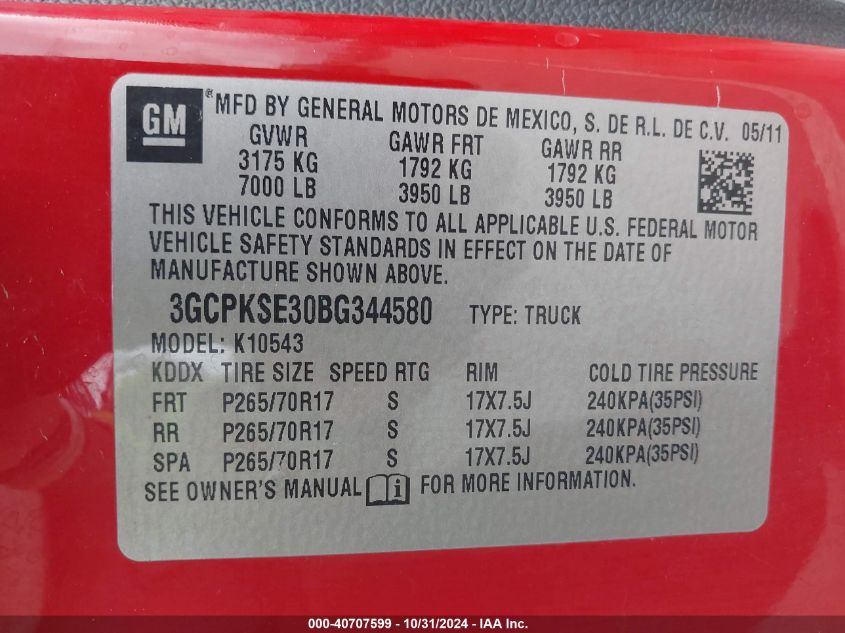 GM
®MFD BY GENERAL MOTORS DE MEXICO, S. DE R.L. DE C.V. 05/11
GVWR GAWR FRT GAWR RR
3175 KG 1792 KG 1792 KG
7000 LB 3950 LB 3950 LB
THIS VEHICLE CONFORMS TO ALL APPLICABLE U.S. FEDERAL MOTOR
VEHICLE SAFETY STANDARDS IN EFFECT ON THE DATE OF
MANUFACTURE SHOWN ABOVE.
3GCPKSE30BG344580 TYPE: TRUCK
MODEL: K10543
KDDX TIRE SIZE SPEED RTG RIM COLD TIRE PRESSURE
FRT P265/70R17 S 17X7.5J 240KPA(35PSI)
RR P265/70R17 S 17X7.5J 240KPA(35PSI)
SPA P265/70R17 S 17X7.5J 240KPA(35PSI)
SEE OWNER'S MANUAL i FOR MORE INFORMATION.
000-40707599 - 10/31/2024 - IAA Inc.